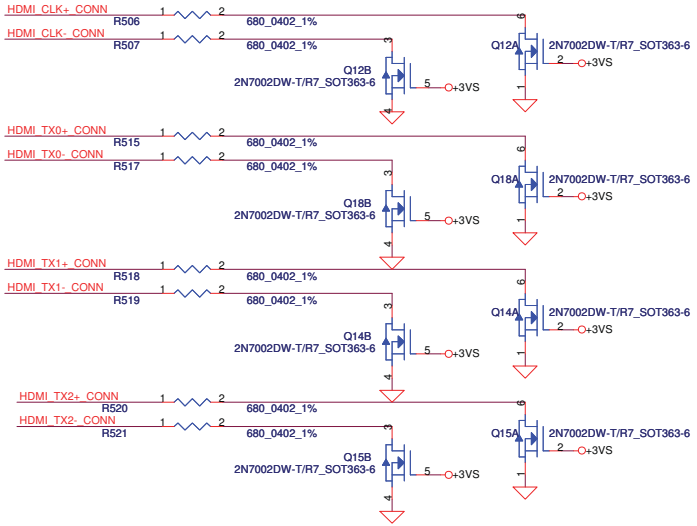 HDMI_CLK+_CONN
1 2 6
R506 680_0402_1%
HDMI_CLK-_CONN
1 2 3
R507 680_0402_1%
Q12A 2N7002DW-T/R7_SOT363-6
2 +3VS
1
Q12B
2N7002DW-T/R7_SOT363-6
5 +3VS
4
HDMI_TX0+_CONN
1 2 6
R515 680_0402_1%
HDMI_TX0-_CONN
1 2 3
R517 680_0402_1%
Q18A 2N7002DW-T/R7_SOT363-6
2 +3VS
1
Q18B
2N7002DW-T/R7_SOT363-6
5 +3VS
4
HDMI_TX1+_CONN
1 2 6
R518 680_0402_1%
HDMI_TX1-_CONN
1 2 3
R519 680_0402_1%
Q14A 2N7002DW-T/R7_SOT363-6
2 +3VS
1
Q14B
2N7002DW-T/R7_SOT363-6
5 +3VS
4
HDMI_TX2+_CONN
1 2 6
R520 680_0402_1%
HDMI_TX2-_CONN
1 2 3
R521 680_0402_1%
Q15A 2N7002DW-T/R7_SOT363-6
2 +3VS
1
Q15B
2N7002DW-T/R7_SOT363-6
5 +3VS
4